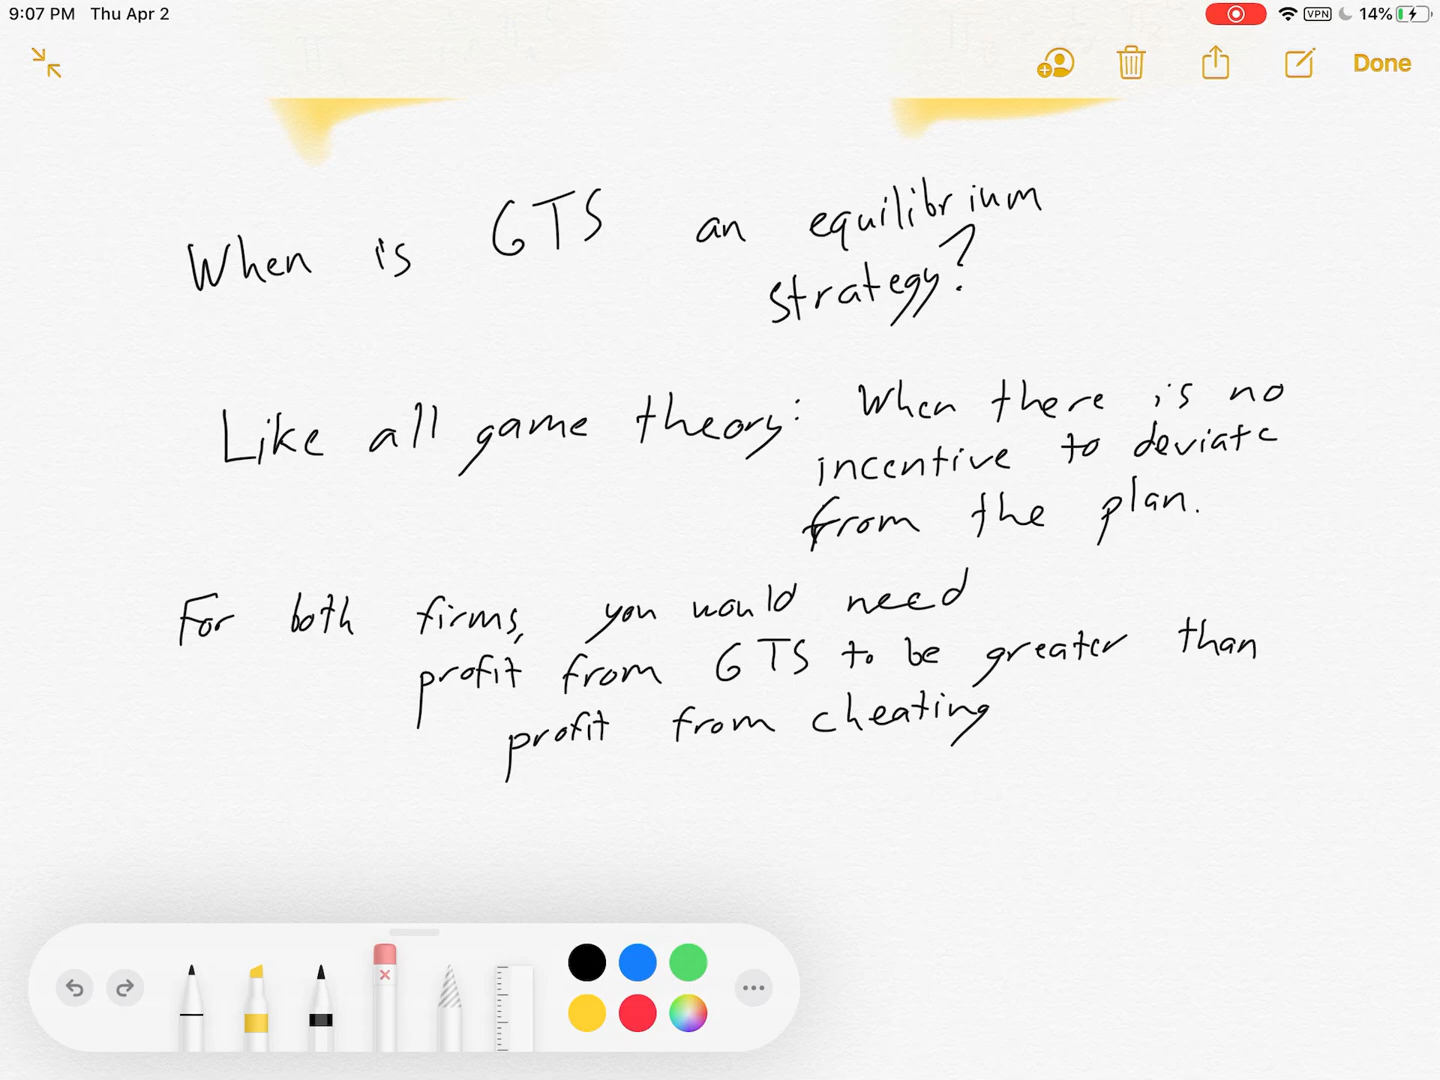 9:07 PM Thu Apr 2
VPN 14%
Done
When is GTS an equilibrium
strategy?
Like all game theory: When there is no
incentive to deviate
from the plan.
For both firms, you would need
profit from GTS to be greater than
profit from cheating